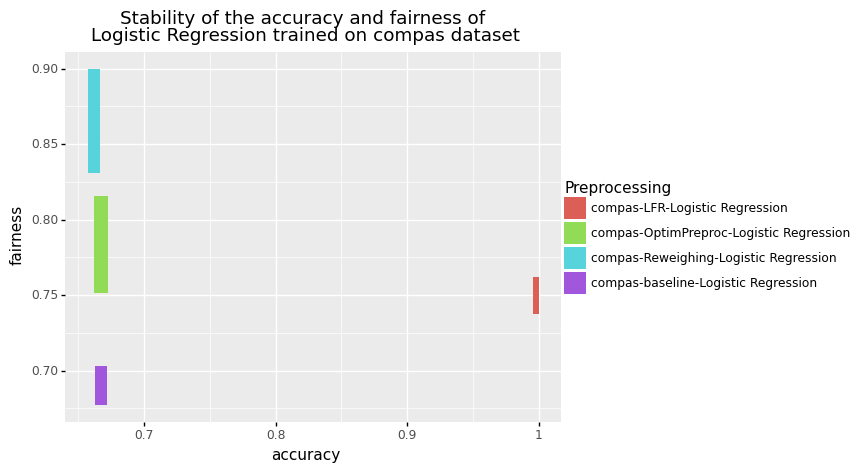 Stability of the accuracy and fairness of
Logistic Regression trained on compas dataset
0.90
0.85
0.80
0.75
0.70
fairness
0.7
0.8
0.9
1
accuracy
Preprocessing
compas-LFR-Logistic Regression
compas-OptimPreproc-Logistic Regression
compas-Reweighing-Logistic Regression
compas-baseline-Logistic Regression